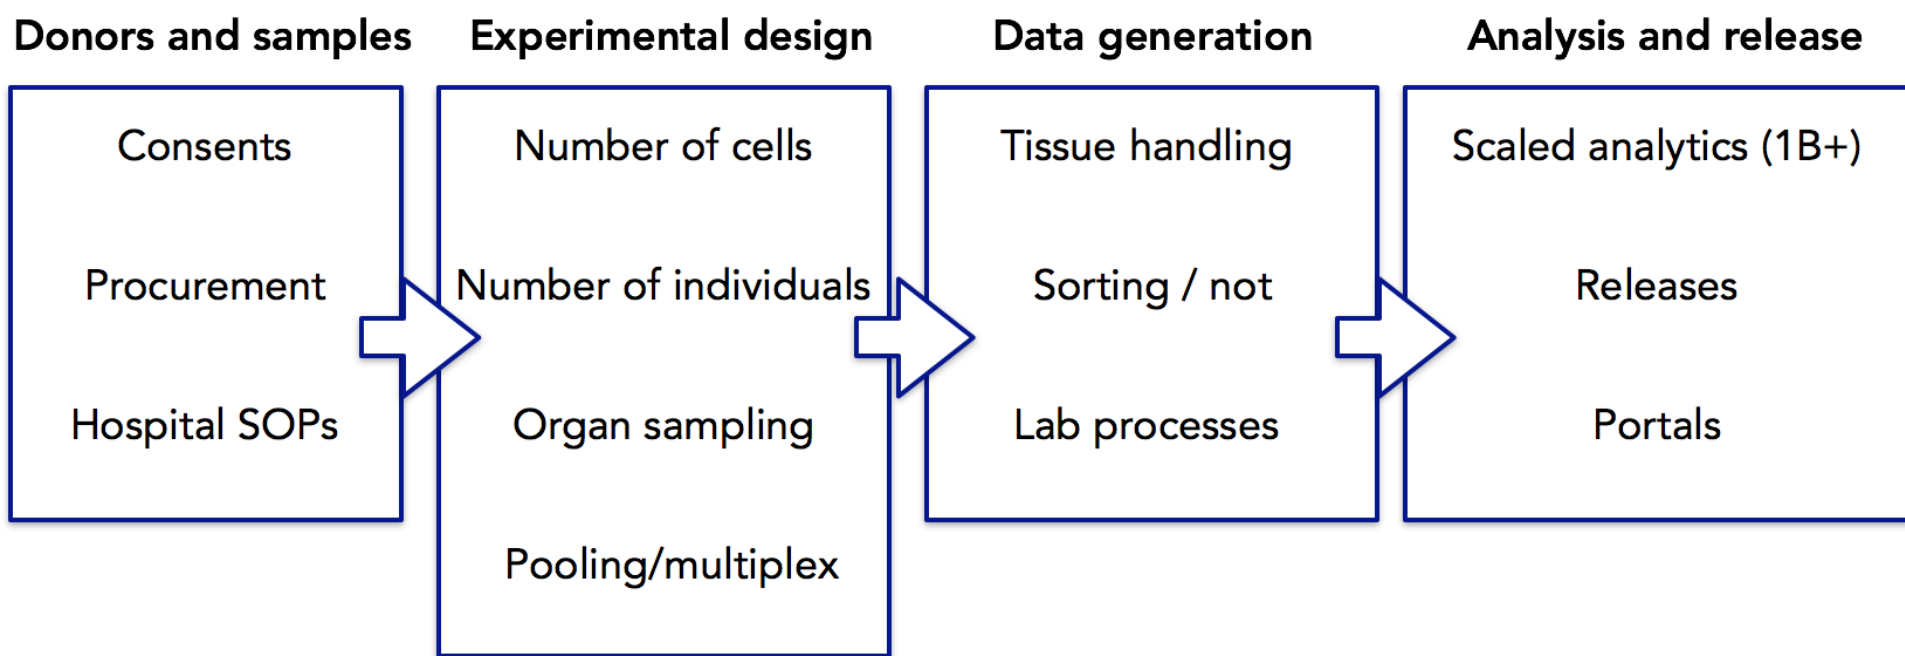 Donors and samples
Consents
Procurement
Hospital SOPs
Experimental design
Number of cells
Number of individuals
Organ sampling
Pooling/multiplex
Data generation
Tissue handling
Sorting / not
Lab processes
Analysis and release
Scaled analytics (1B+)
Releases
Portals